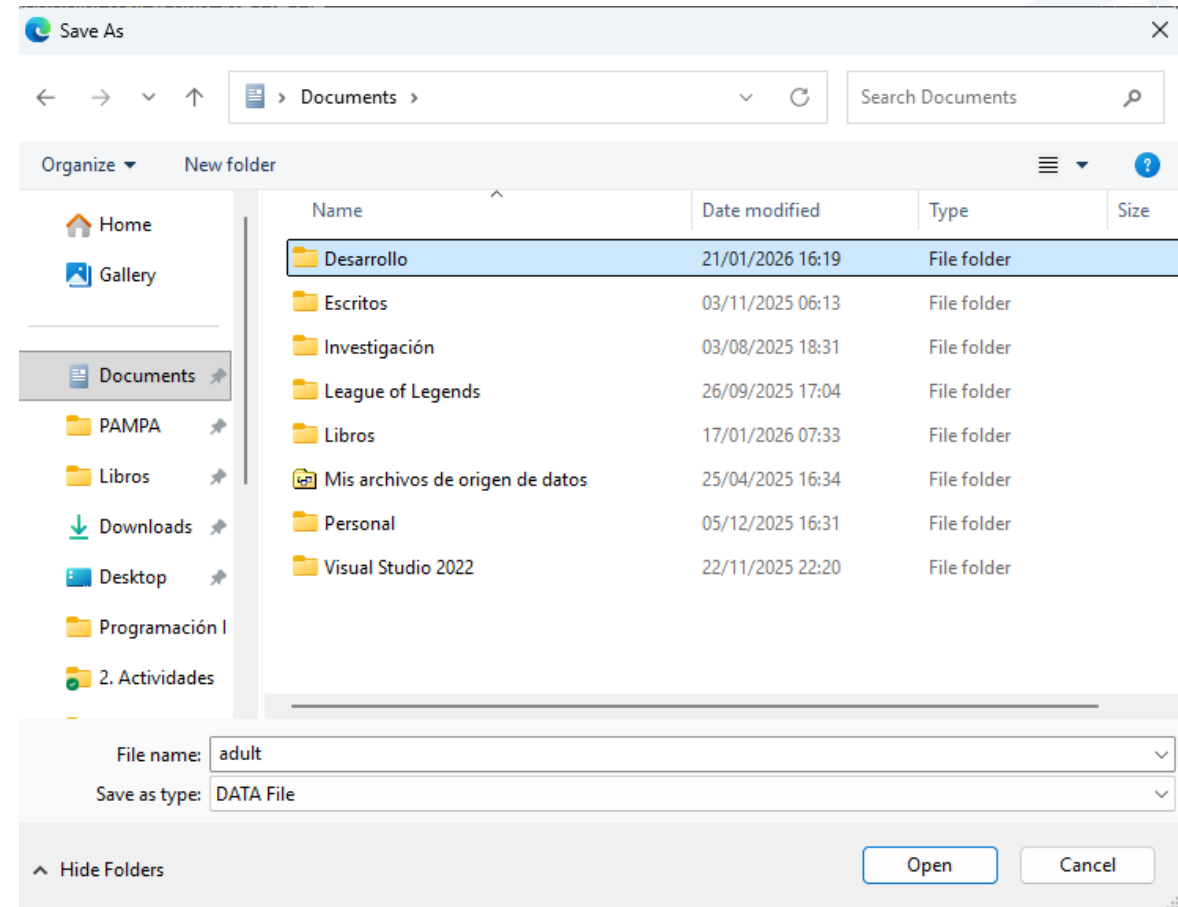 Save As
Documents
Search Documents
Organize
New folder
?
Name Date modified Type Size
Home
Gallery
Documents
PAMPA
Libros
Downloads
Desktop
Programación I
2. Actividades
Desarrollo 21/01/2026 16:19 File folder
Escritos 03/11/2025 06:13 File folder
Investigación 03/08/2025 18:31 File folder
League of Legends 26/09/2025 17:04 File folder
Libros 17/01/2026 07:33 File folder
Mis archivos de origen de datos 25/04/2025 16:34 File folder
Personal 05/12/2025 16:31 File folder
Visual Studio 2022 22/11/2025 22:20 File folder
File name: adult
Save as type: DATA File
Hide Folders
Open
Cancel